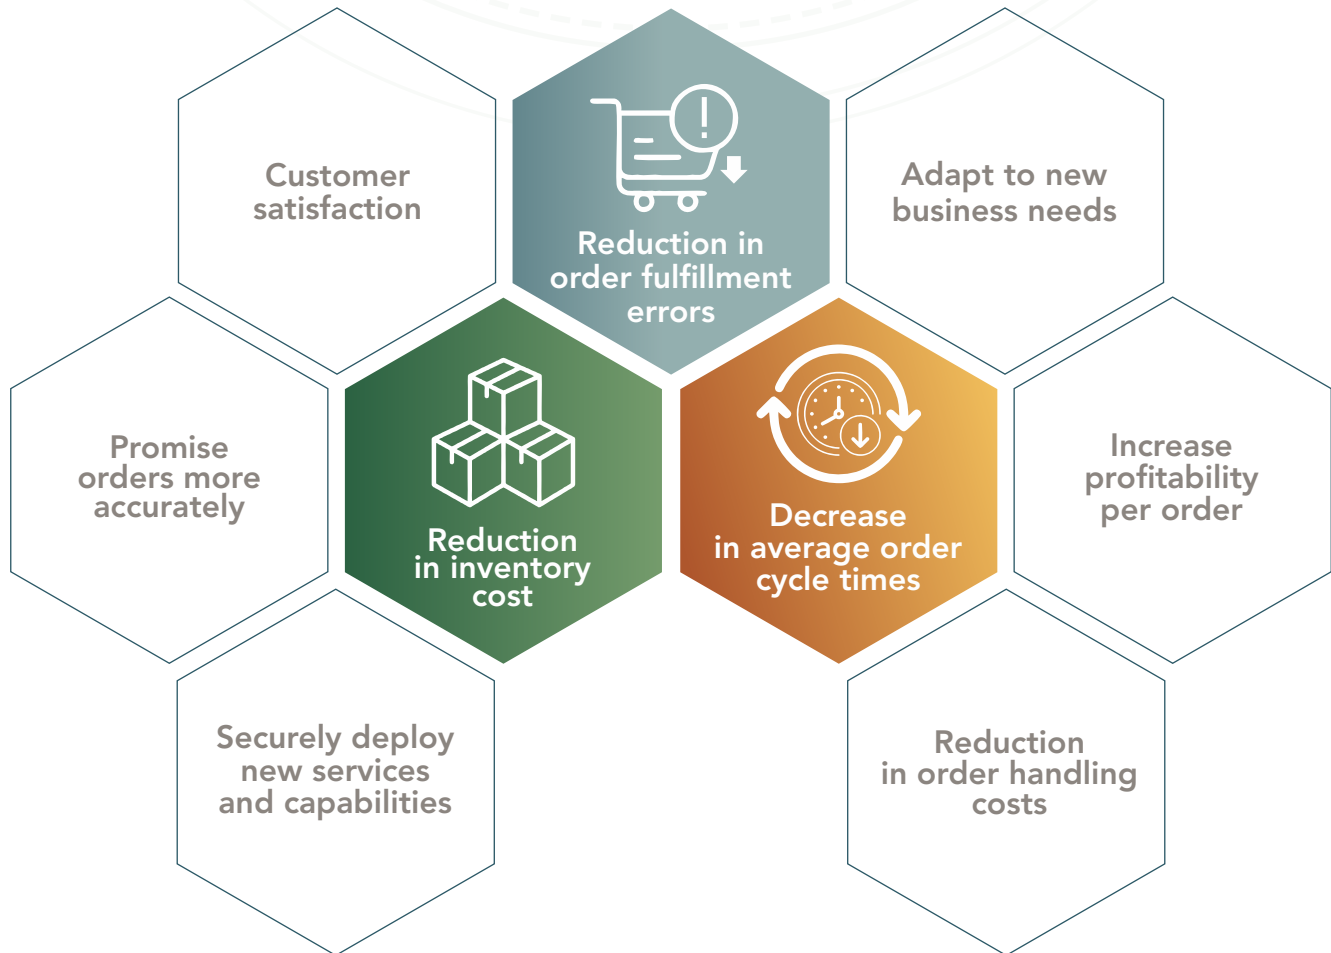 Customer
satisfaction
Reduction in
order fulfillment
errors
Adapt to new
business needs
Promise
orders more
accurately
Reduction
in inventory
cost
Decrease
in average order
cycle times
Increase
profitability
per order
Securely deploy
new services
and capabilities
Reduction
in order handling
costs